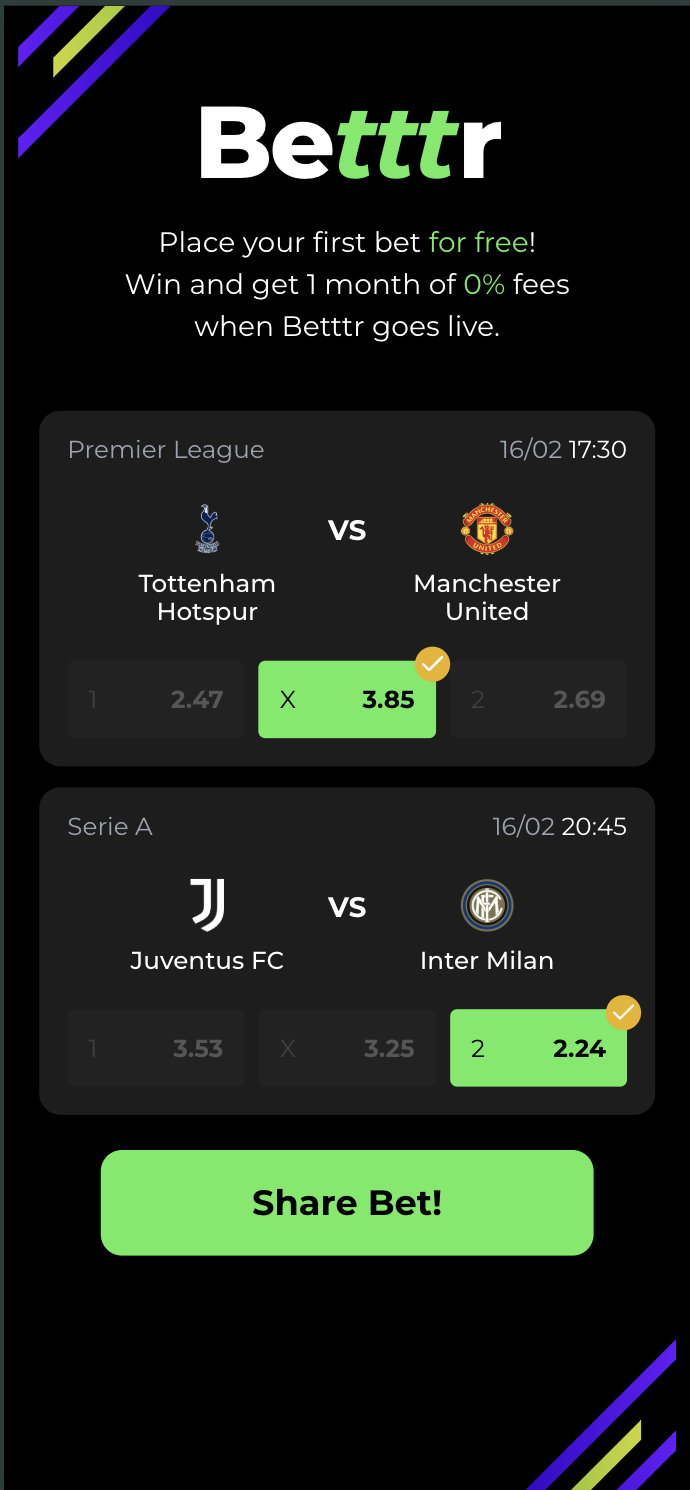 Betttr
Place your first bet for free!
Win and get 1 month of 0% fees
when Betttr goes live.
Premier League 16/02 17:30
VS
Tottenham Manchester
Hotspur United
1 2.47 X 3.85 2 2.69
Serie A 16/02 20:45
VS
Juventus FC Inter Milan
1 3.53 X 3.25 2 2.24
Share Bet!